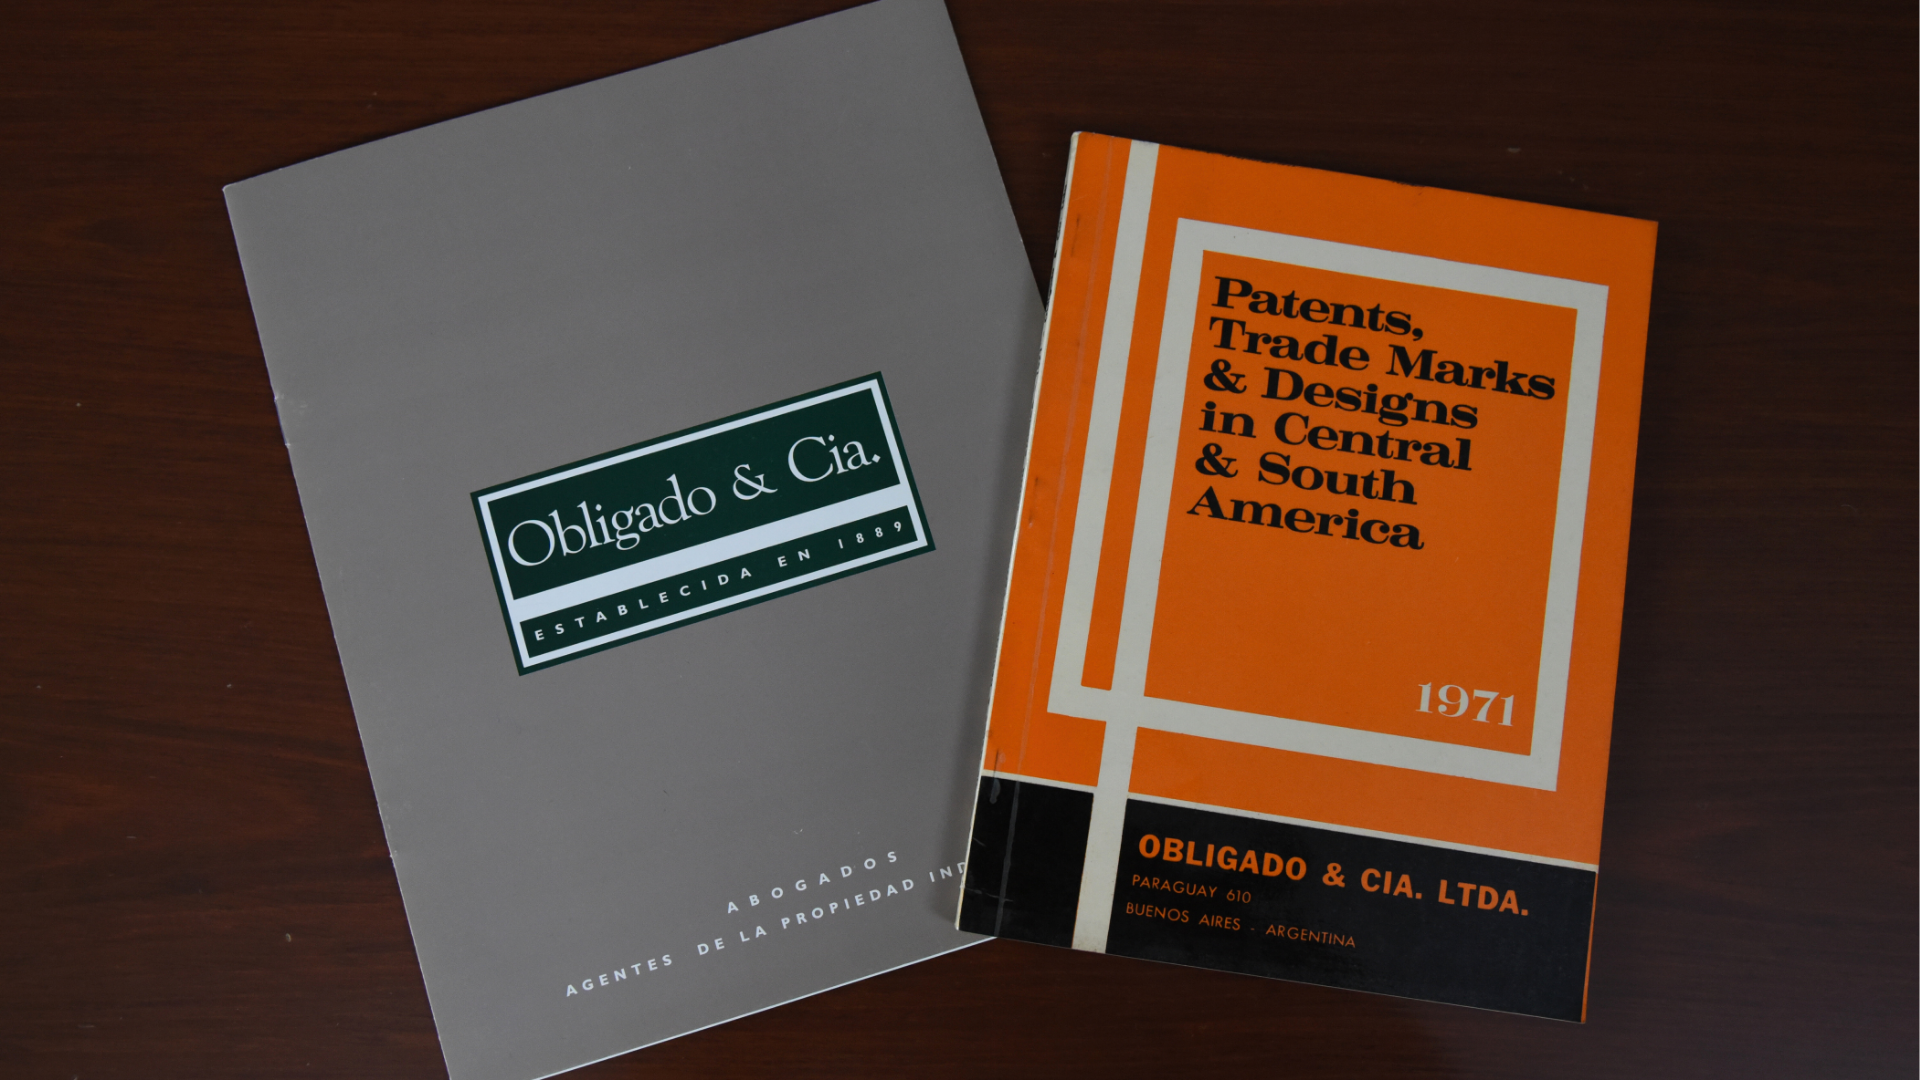 Obligado & Cia.
ESTABLECIDA EN 1889
ABOGADOS
AGENTES DE LA PROPIEDAD
Patents,
Trade Marks
& Designs
in Central
& South
America
1971
OBLIGADO & CIA. LTDA.
PARAGUAY 610
BUENOS AIRES - ARGENTINA